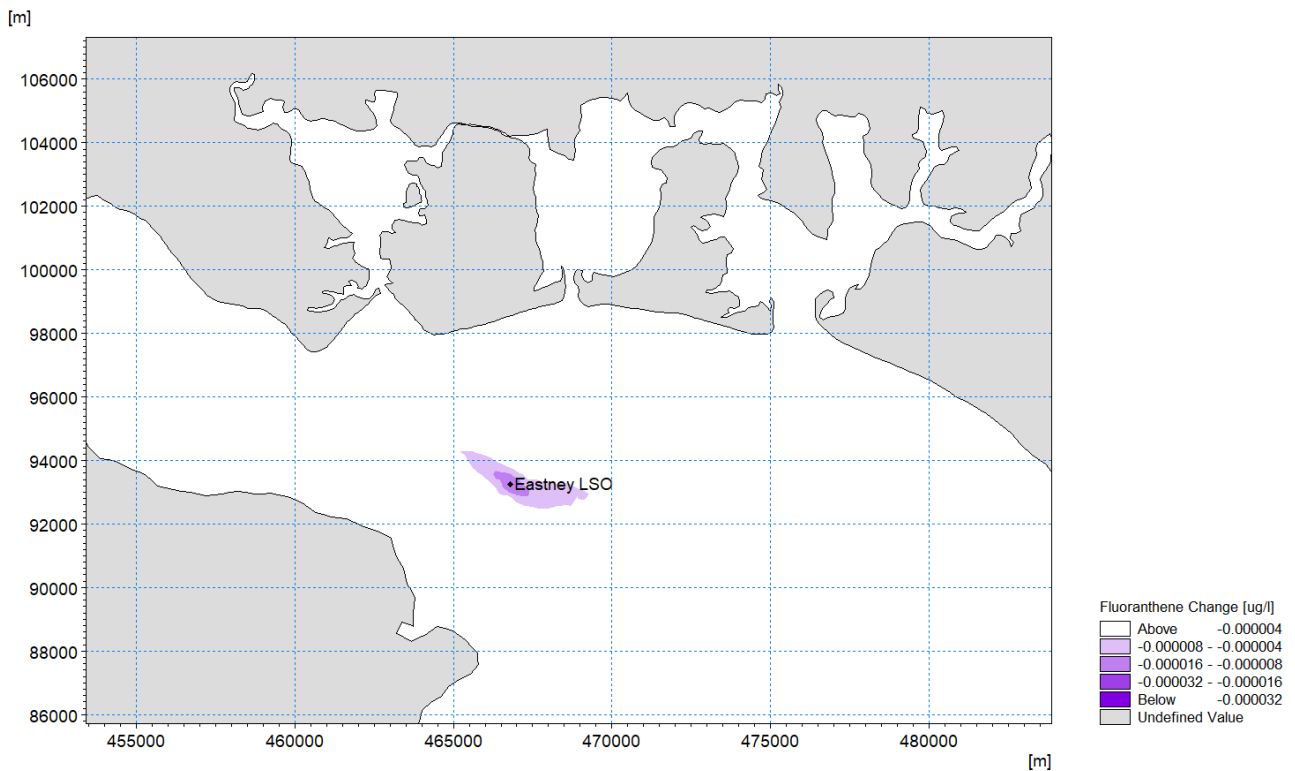 [m]
106000
104000
102000
100000
98000
96000
94000
92000
90000
88000
86000
Eastney LSO
455000 460000 465000 470000 475000 480000
[m]
Fluoranthene Change [ug/l]
Above -0.000004
-0.000008 - -0.000004
-0.000016 - -0.000008
-0.000032 - -0.000016
Below -0.000032
Undefined Value